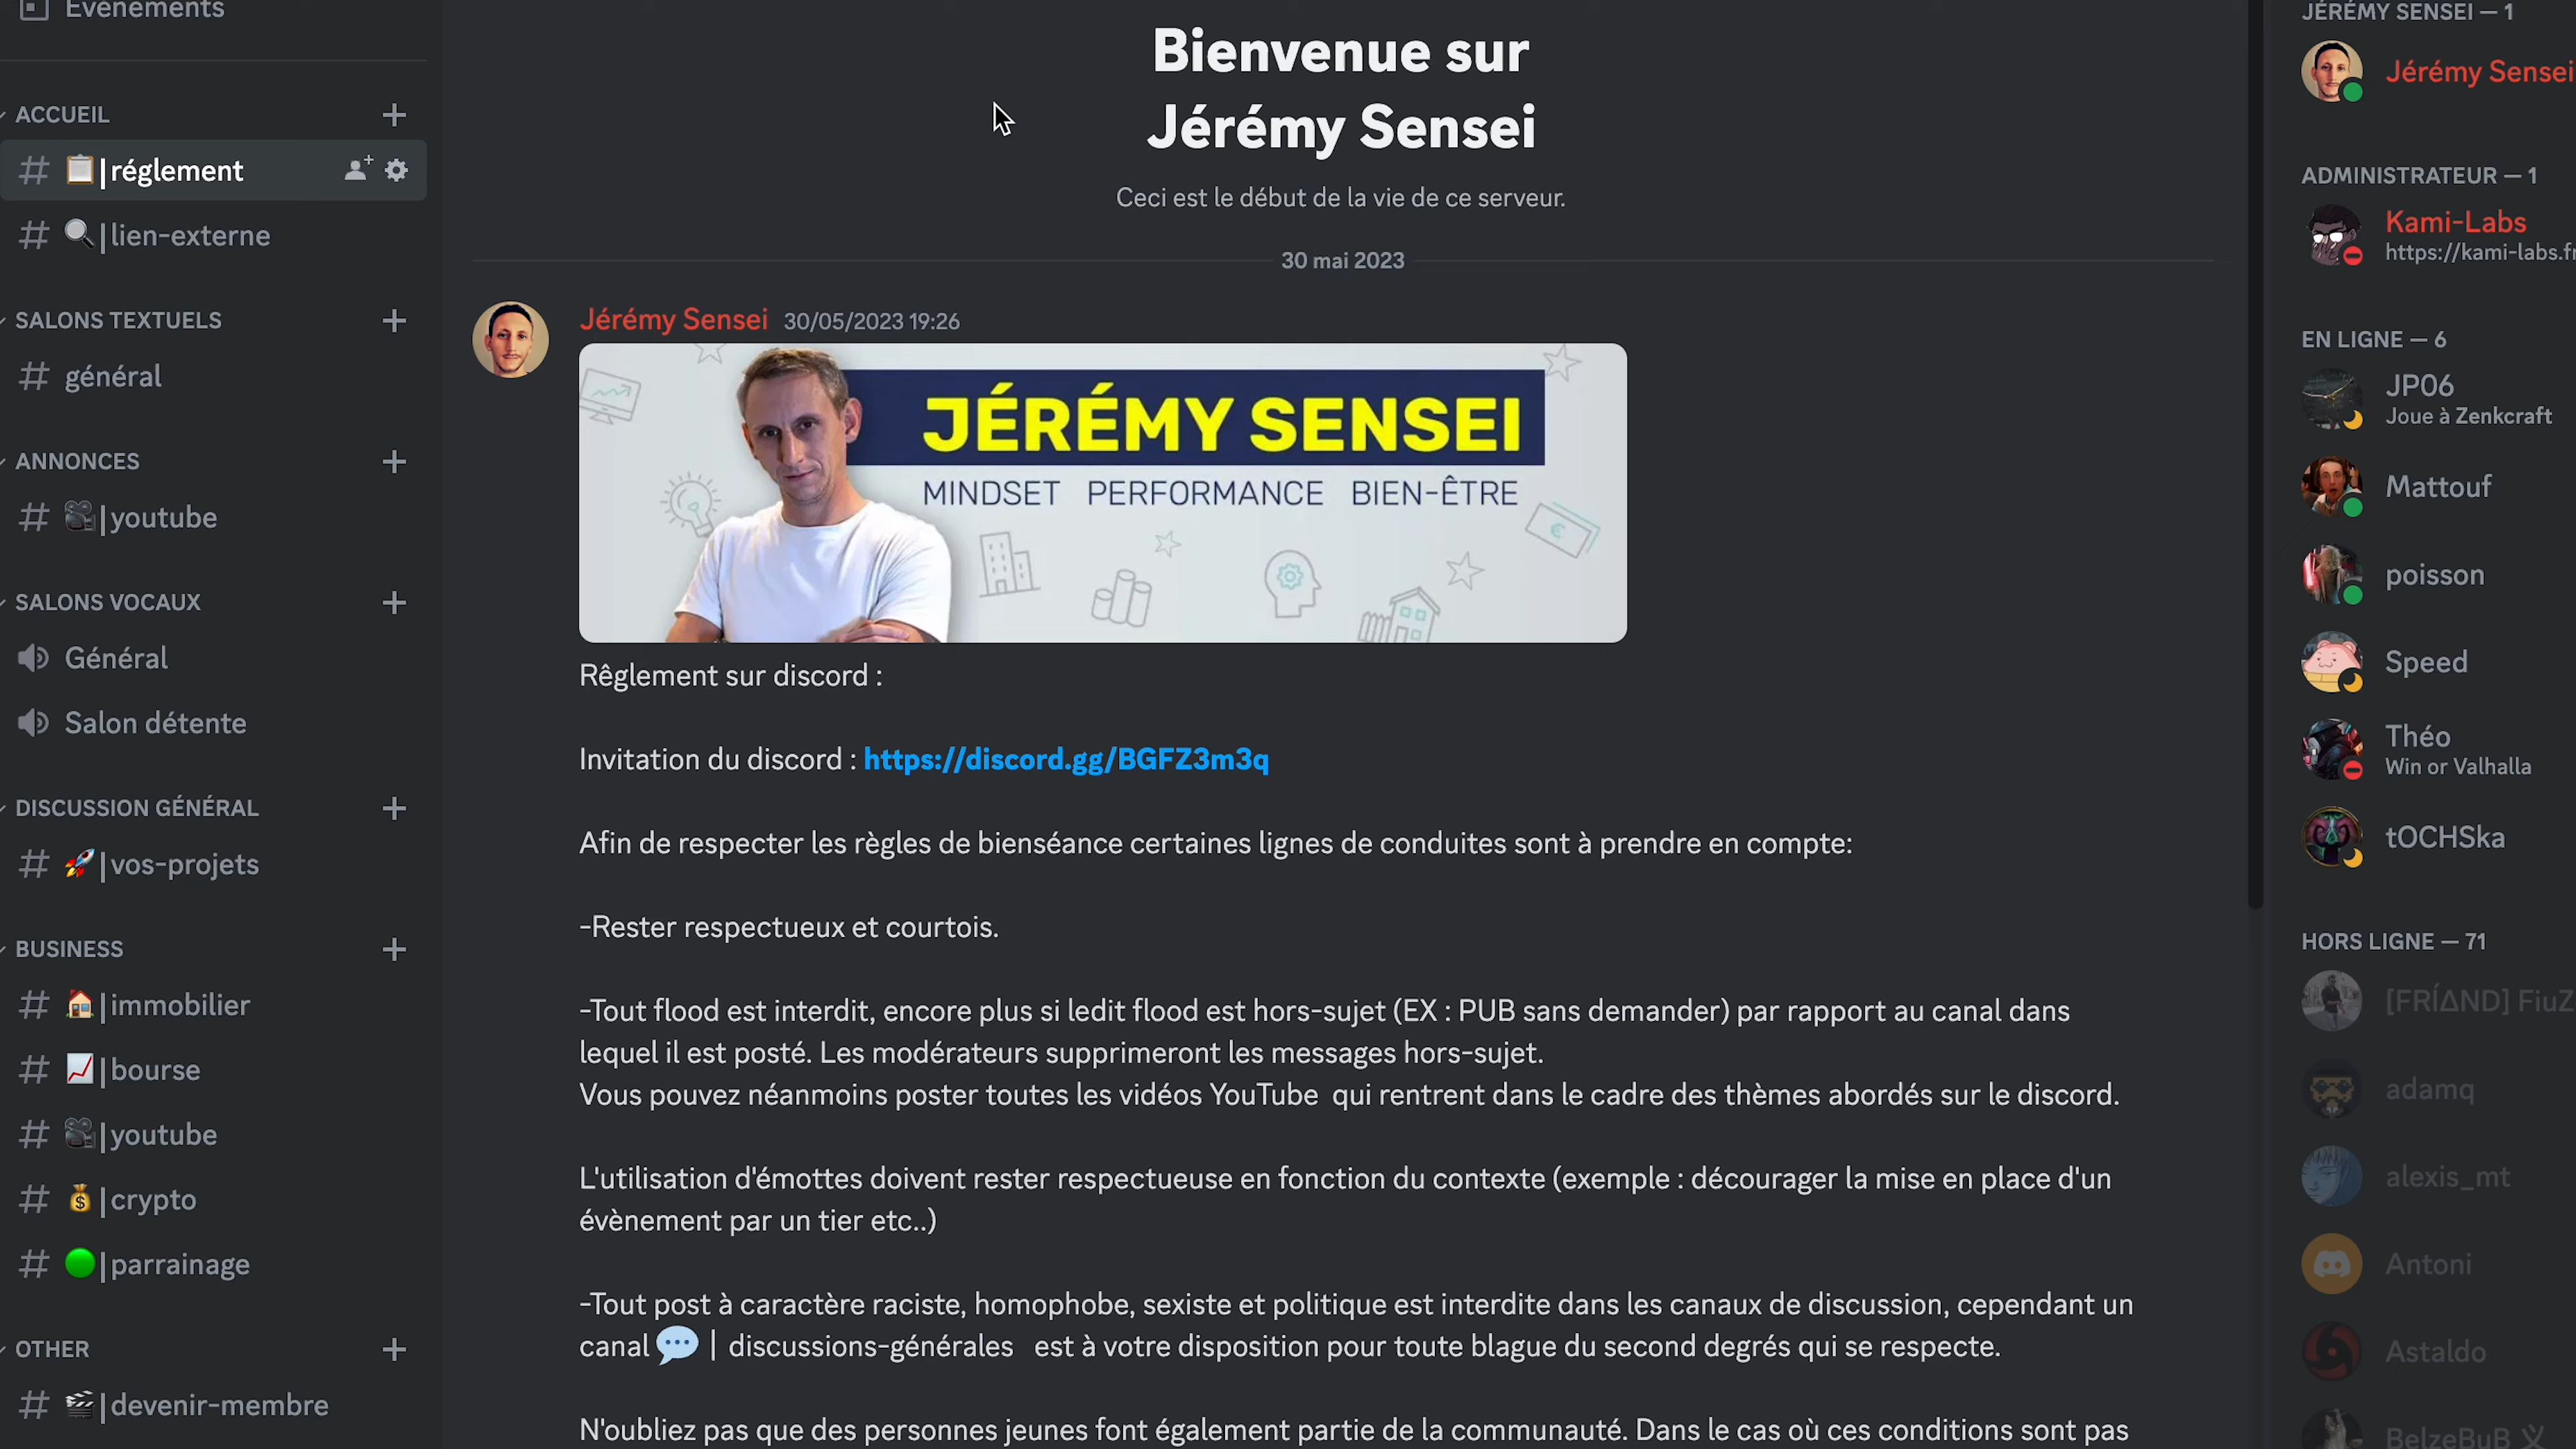 Evénements
ACCUEIL
réglement
lien-externe
SALONS TEXTUELS
général
ANNONCES
youtube
SALONS VOCAUX
Général
Salon détente
DISCUSSION GÉNÉRAL
vos-projets
BUSINESS
immobilier
bourse
youtube
crypto
parrainage
OTHER
devenir-membre
Bienvenue sur
Jérémy Sensei
Ceci est le début de la vie de ce serveur.
30 mai 2023
Jérémy Sensei 30/05/2023 19:26
JÉRÉMY SENSEI
MINDSET PERFORMANCE BIEN-ÊTRE
Rêglement sur discord :
Invitation du discord : https://discord.gg/BGFZ3m3q
Afin de respecter les règles de bienséance certaines lignes de conduites sont à prendre en compte:
-Rester respectueux et courtois.
-Tout flood est interdit, encore plus si ledit flood est hors-sujet (EX : PUB sans demander) par rapport au canal dans
lequel il est posté. Les modérateurs supprimeront les messages hors-sujet.
Vous pouvez néanmoins poster toutes les vidéos YouTube qui rentrent dans le cadre des thèmes abordés sur le discord.
L'utilisation d'émottes doivent rester respectueuse en fonction du contexte (exemple : décourager la mise en place d'un
évènement par un tier etc..)
-Tout post à caractère raciste, homophobe, sexiste et politique est interdite dans les canaux de discussion, cependant un
canal 💬 | discussions-générales est à votre disposition pour toute blague du second degrés qui se respecte.
N'oubliez pas que des personnes jeunes font également partie de la communauté. Dans le cas où ces conditions sont pas
JÉRÉMY SENSEI — 1
Jérémy Sensei
ADMINISTRATEUR — 1
Kami-Labs
https://kami-labs.fr
EN LIGNE — 6
JP06
Joue à Zenkcraft
Mattouf
poisson
Speed
Théo
Win or Valhalla
tOCHSka
HORS LIGNE — 71
[FRÍΔND] FiuZ
adamq
alexis_mt
Antoni
Astaldo
BelzeBuB 义